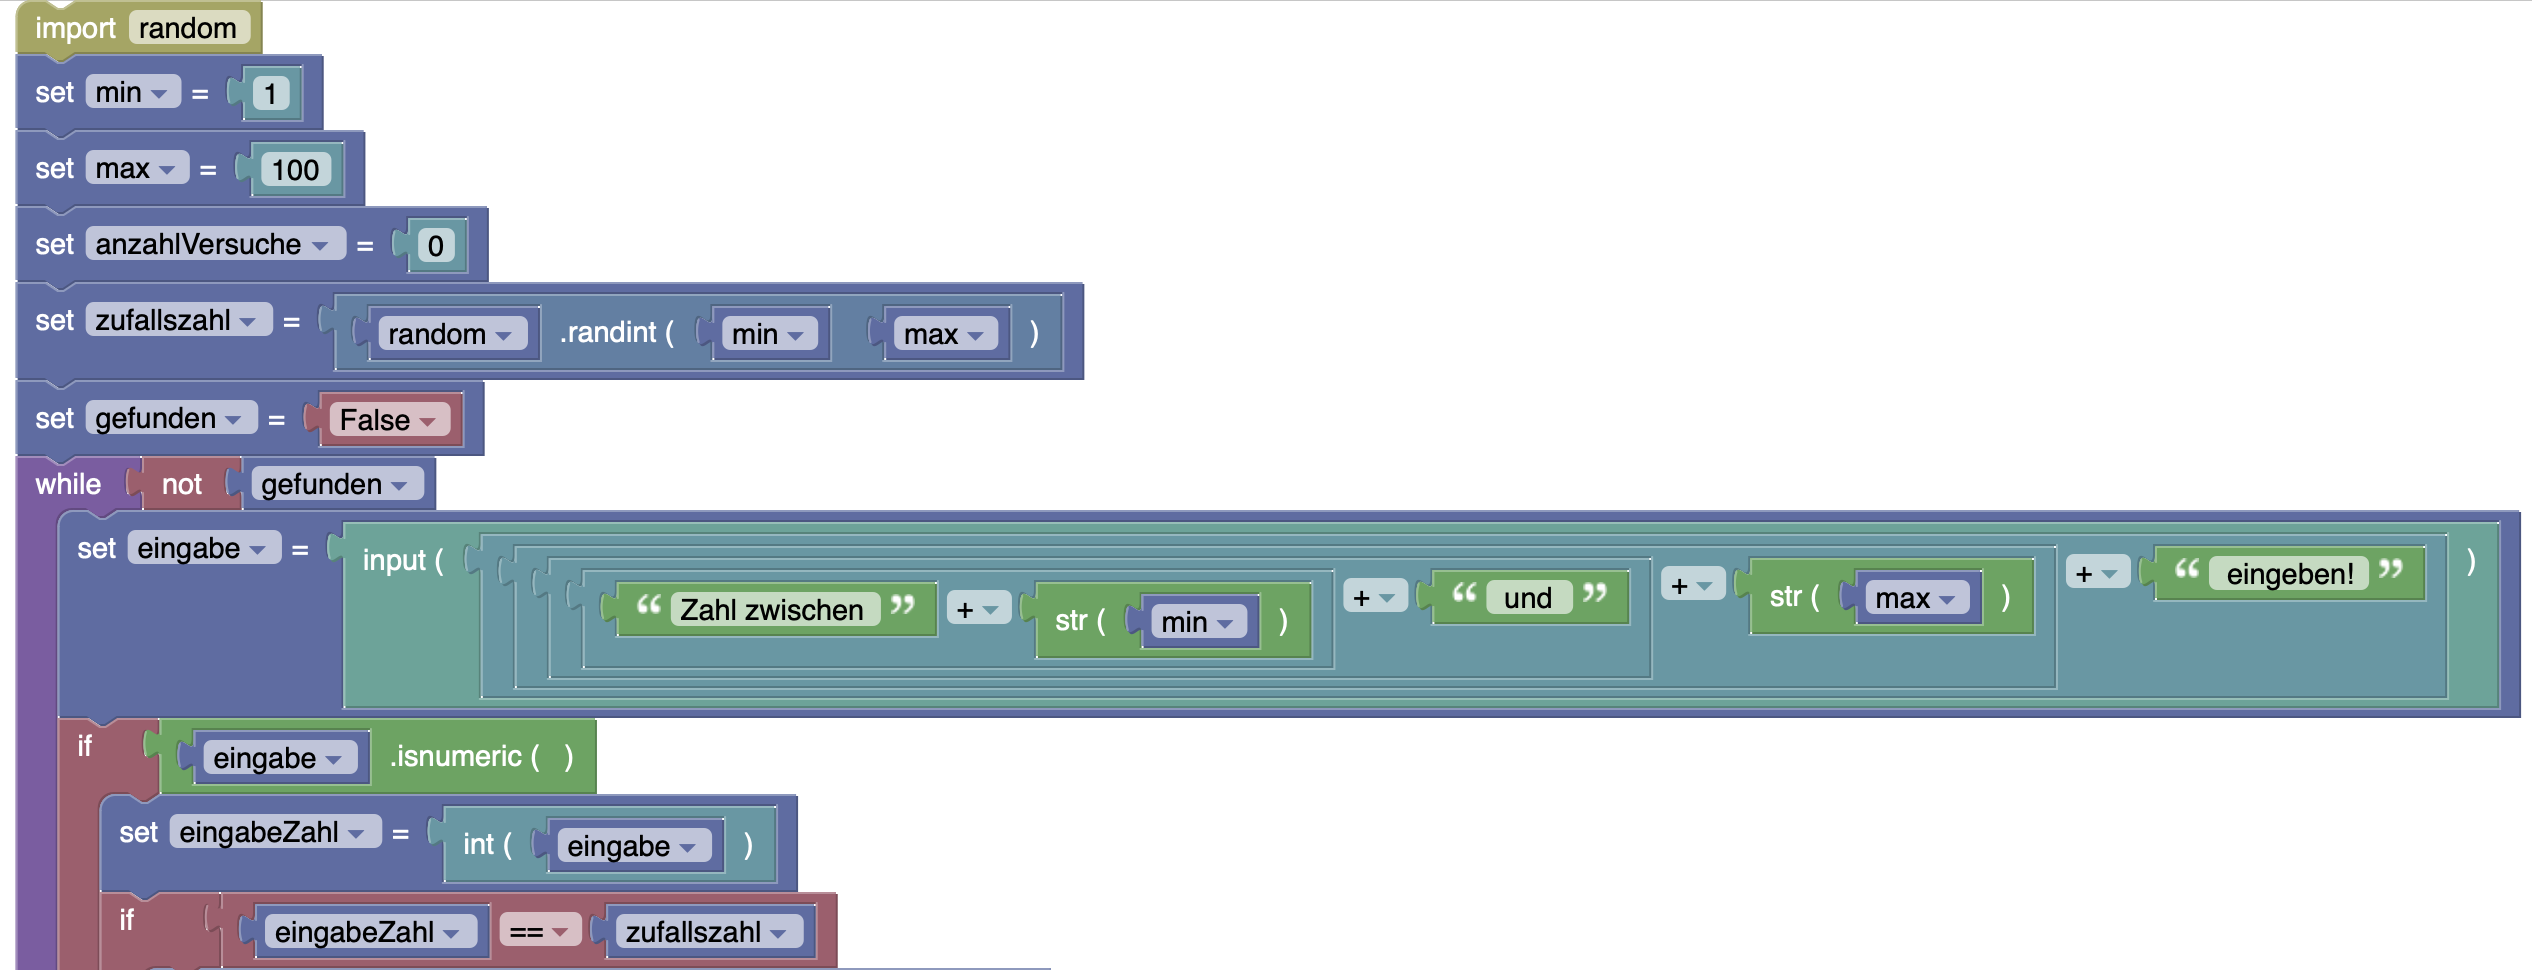 import random
set min = 1
set max = 100
set anzahlVersuche = 0
set zufallszahl = random .randint ( min max )
set gefunden = False
while not gefunden
set eingabe = input ( “ Zahl zwischen ” + str ( min ) + “ und ” + str ( max ) + “ eingeben! ” )
if eingabe .isnumeric ( )
set eingabeZahl = int ( eingabe )
if eingabeZahl == zufallszahl